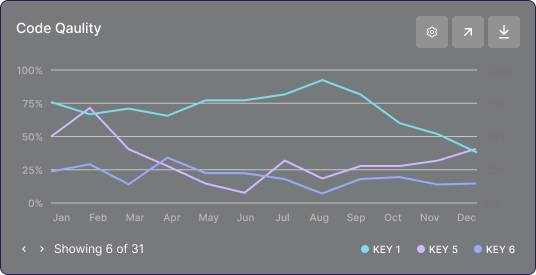 Code Qaulity
100%
75%
50%
25%
0%
Jan Feb Mar Apr May Jun Jul Aug Sep Oct Nov Dec
Showing 6 of 31
KEY 1 KEY 5 KEY 6